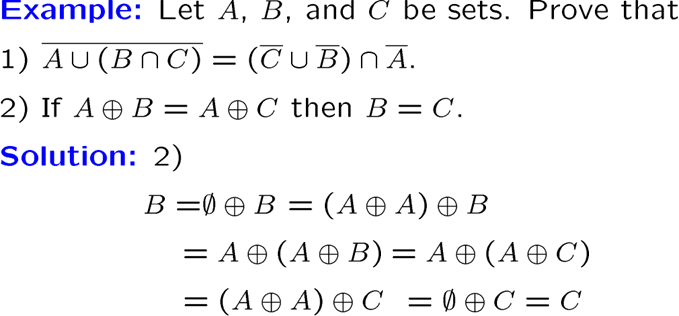 Example: Let A, B, and C be sets. Prove that
1) $\overline{A \cup (B \cap C)} = (\overline{C} \cup \overline{B}) \cap \overline{A}$.
2) If A ⊕ B = A ⊕ C then B = C.
Solution: 2)
B =∅ ⊕ B = (A ⊕ A) ⊕ B
= A ⊕ (A ⊕ B) = A ⊕ (A ⊕ C)
= (A ⊕ A) ⊕ C = ∅ ⊕ C = C